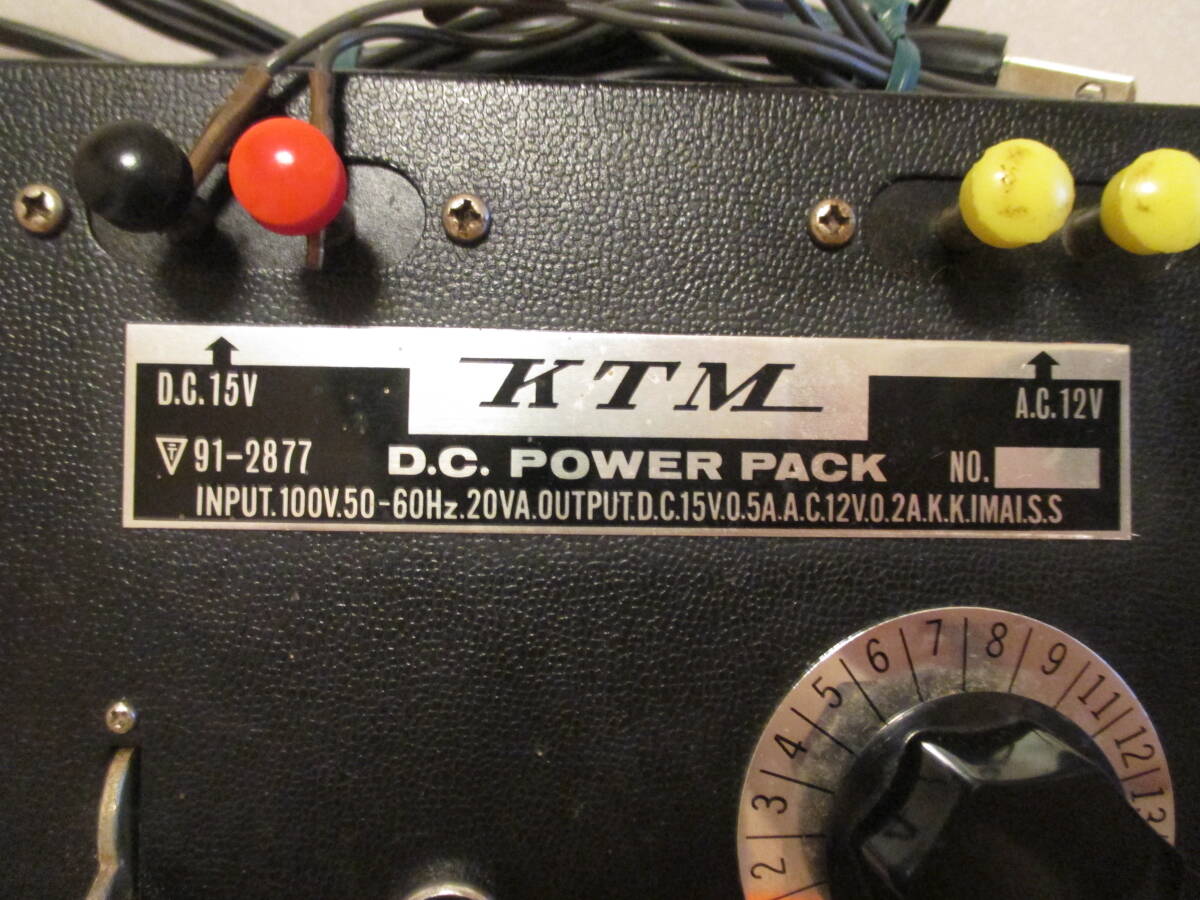 D.C.15V
KTM
A.C.12V
91-2877
D.C. POWER PACK
NO.
INPUT.100V.50-60Hz.20VA.OUTPUT.D.C.15V.0.5A.A.C.12V.0.2A.K.K.IMAI.S.S
2 3 4 5 6 7 8 9 11 12 13